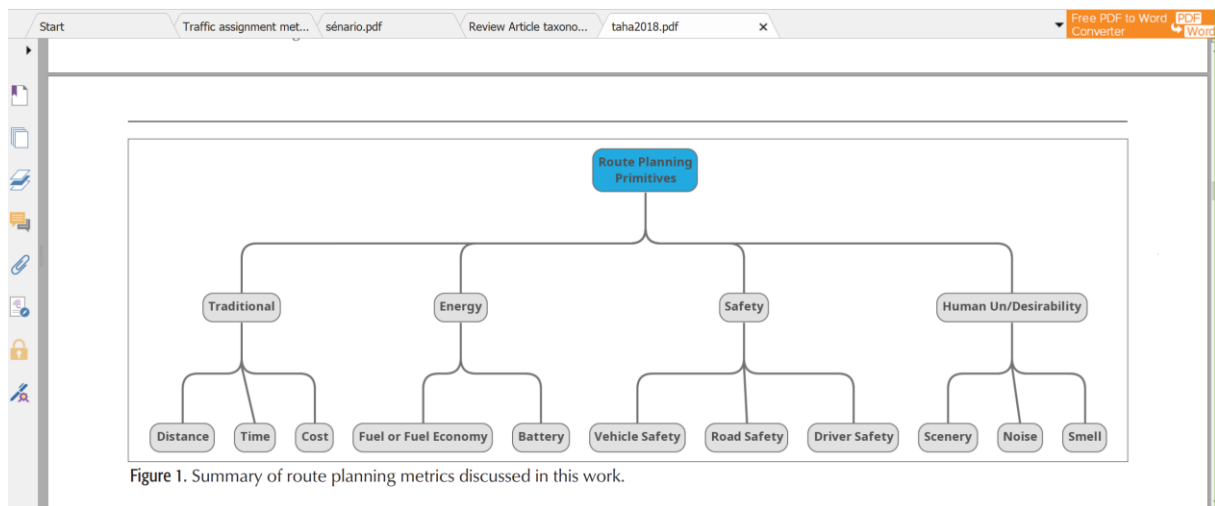 Start
Traffic assignment met...
sénario.pdf
Review Article taxono...
taha2018.pdf
Free PDF to Word
Converter
PDF
Word
Route Planning
Primitives
Traditional
Energy
Safety
Human Un/Desirability
Distance
Time
Cost
Fuel or Fuel Economy
Battery
Vehicle Safety
Road Safety
Driver Safety
Scenery
Noise
Smell
Figure 1. Summary of route planning metrics discussed in this work.